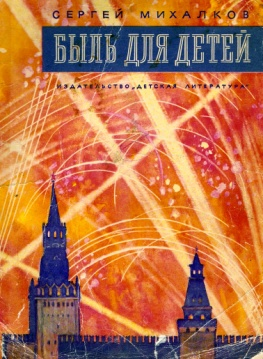 СЕРГЕЙ МИХАЛКОВ
БЫЛЬ ДЛЯ ДЕТЕЙ
ИЗДАТЕЛЬСТВО „ДЕТСКАЯ ЛИТЕРАТУРА"